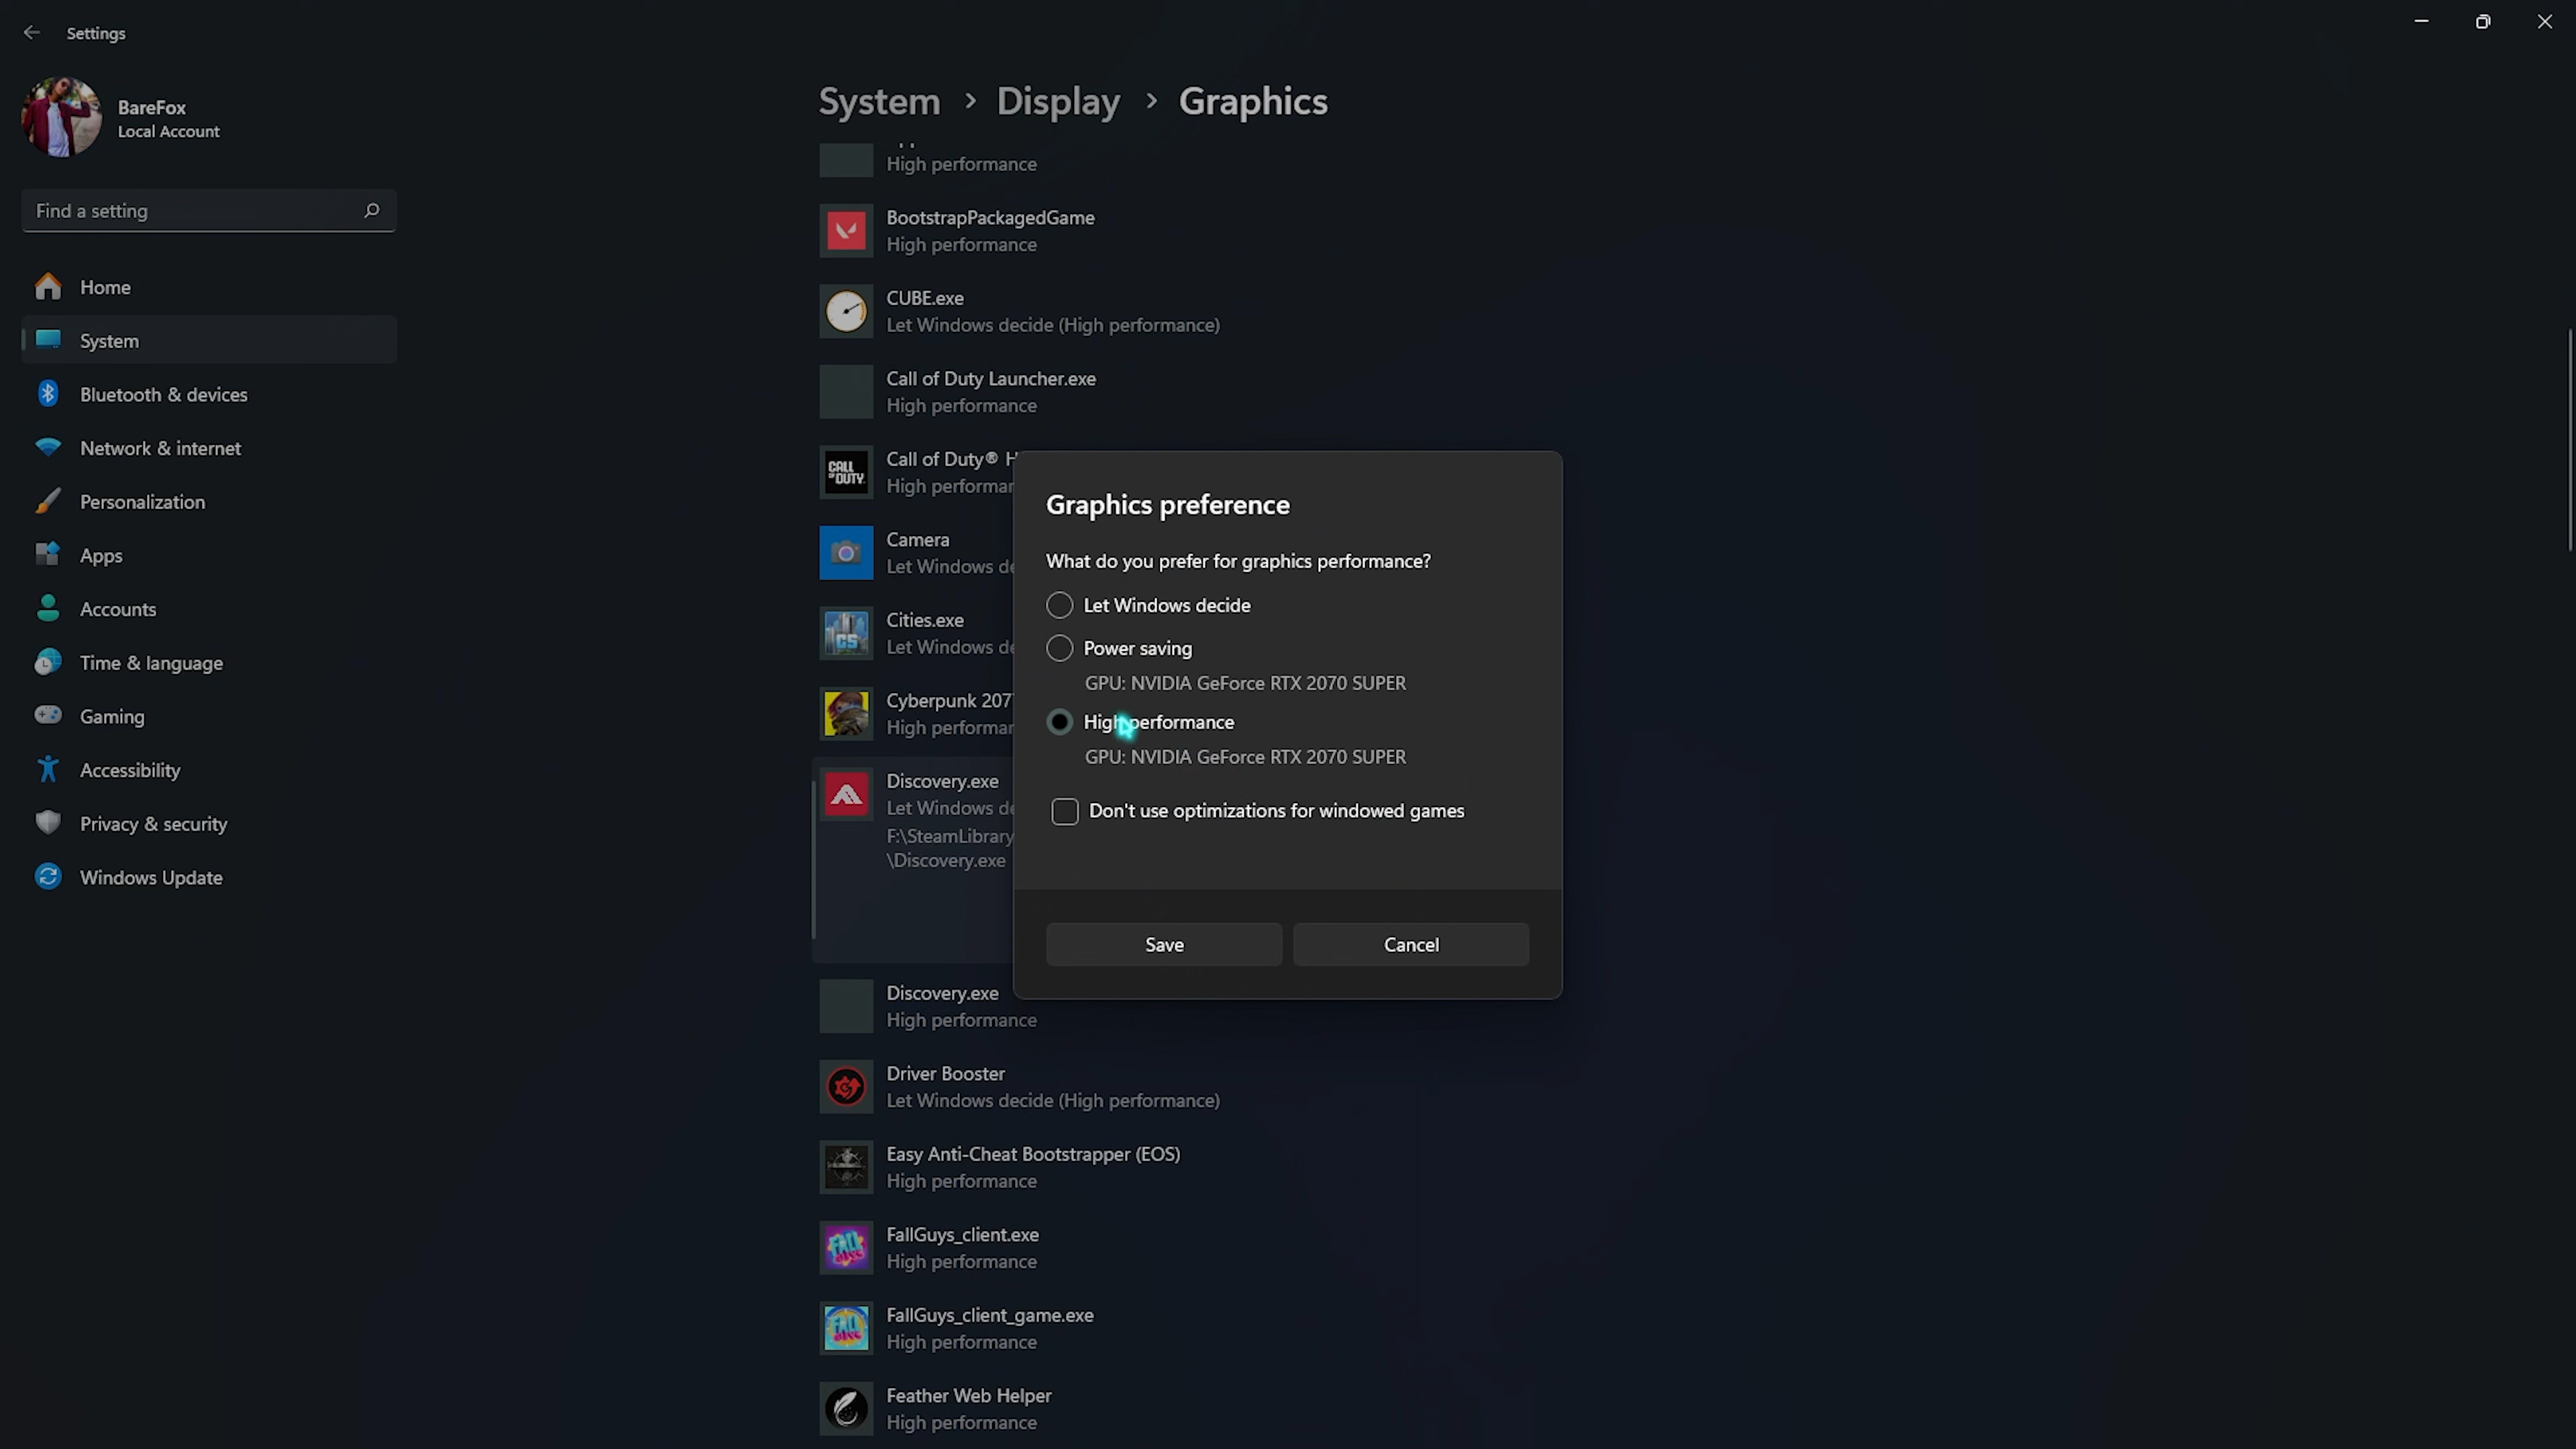 Settings
BareFox
Local Account
Find a setting
Home
System
Bluetooth & devices
Network & internet
Personalization
Apps
Accounts
Time & language
Gaming
Accessibility
Privacy & security
Windows Update
System > Display > Graphics
High performance
BootstrapPackagedGame
High performance
CUBE.exe
Let Windows decide (High performance)
Call of Duty Launcher.exe
High performance
CALL OF DUTY
Call of Duty® H
High performan
Camera
Let Windows de
CS
Cities.exe
Let Windows de
Cyberpunk 207
High performan
Discovery.exe
Let Windows de
F:\SteamLibrary
\Discovery.exe
Discovery.exe
High performance
Driver Booster
Let Windows decide (High performance)
Easy Anti-Cheat Bootstrapper (EOS)
High performance
FallGuys_client.exe
High performance
FallGuys_client_game.exe
High performance
Feather Web Helper
High performance
Graphics preference
What do you prefer for graphics performance?
Let Windows decide
Power saving
GPU: NVIDIA GeForce RTX 2070 SUPER
High performance
GPU: NVIDIA GeForce RTX 2070 SUPER
Don't use optimizations for windowed games
Save
Cancel